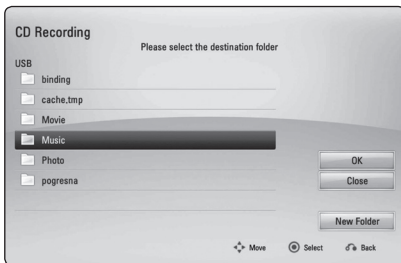 CD Recording
Please select the destination folder
USB
binding
cache,tmp
Movie
Music
Photo
pogresna
OK
Close
New Folder
Move Select Back